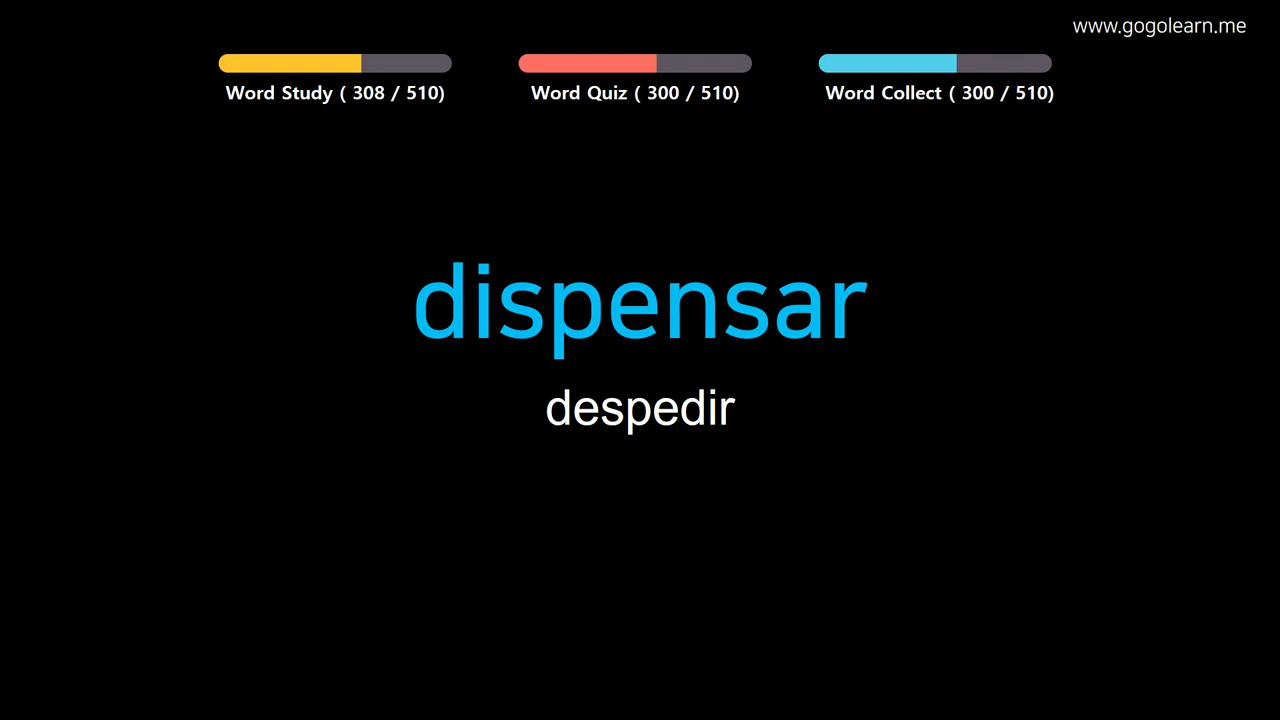 www.gogolearn.me
Word Study ( 308 / 510)
Word Quiz ( 300 / 510)
Word Collect ( 300 / 510)
dispensar
despedir